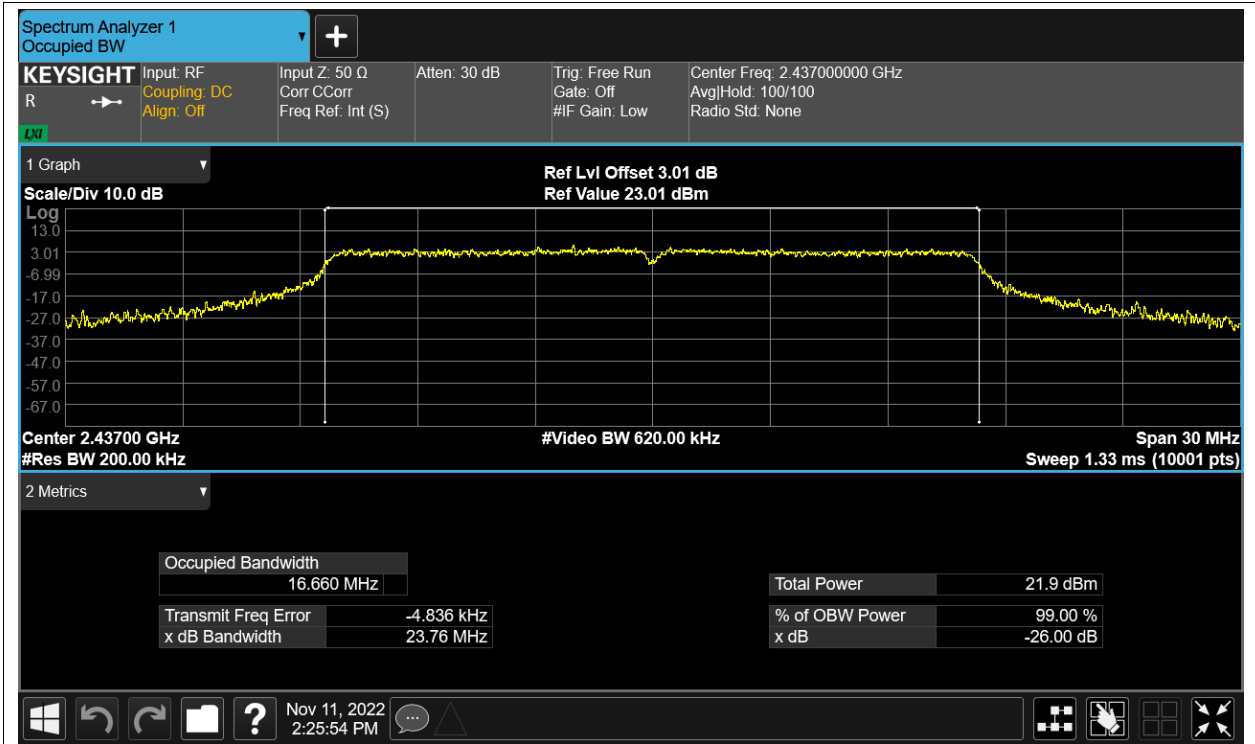 Spectrum Analyzer 1
Occupied BW
KEYSIGHT
R
LXI
Input: RF
Coupling: DC
Align: Off
Input Z: 50 Ω
Corr CCorr
Freq Ref: Int (S)
Atten: 30 dB
Trig: Free Run
Gate: Off
#IF Gain: Low
Center Freq: 2.437000000 GHz
Avg|Hold: 100/100
Radio Std: None
1 Graph
Scale/Div 10.0 dB
Ref Lvl Offset 3.01 dB
Ref Value 23.01 dBm
Log
13.0
3.01
-6.99
-17.0
-27.0
-37.0
-47.0
-57.0
-67.0
Center 2.43700 GHz
#Res BW 200.00 kHz
#Video BW 620.00 kHz
Span 30 MHz
Sweep 1.33 ms (10001 pts)
2 Metrics
Occupied Bandwidth
16.660 MHz
Transmit Freq Error -4.836 kHz
x dB Bandwidth 23.76 MHz
Total Power 21.9 dBm
% of OBW Power 99.00 %
x dB -26.00 dB
?
Nov 11, 2022
2:25:54 PM